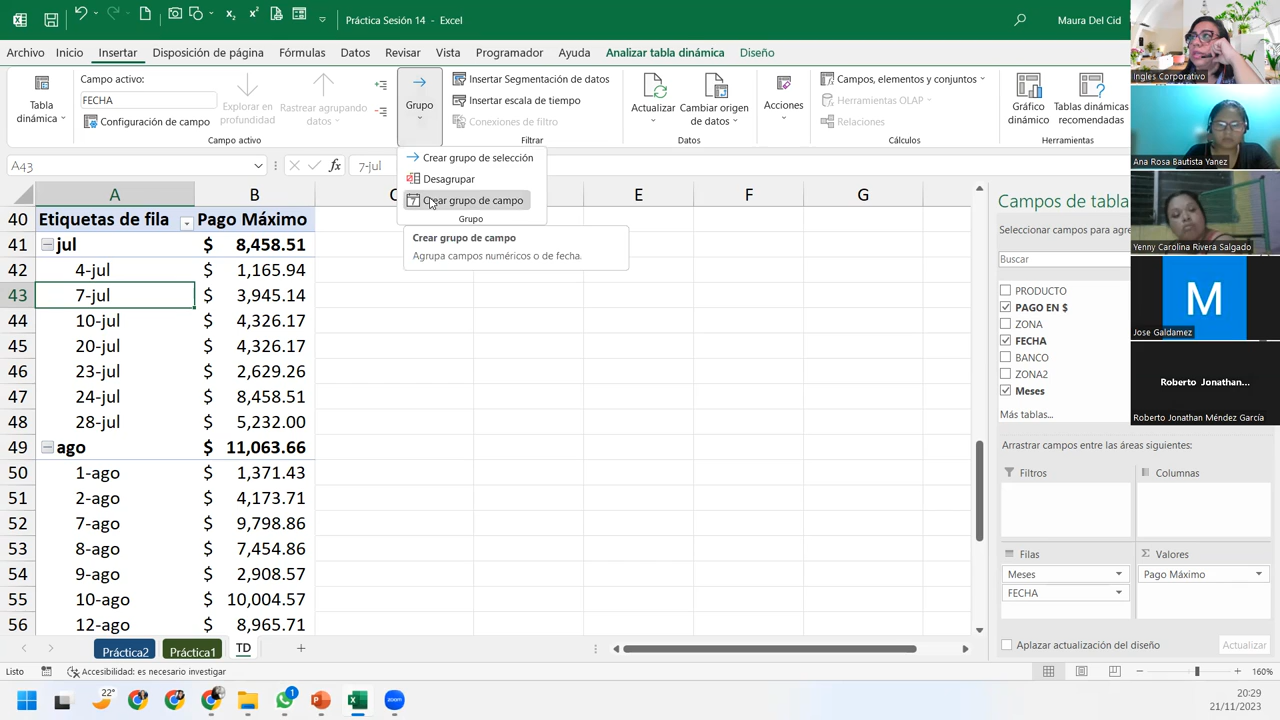 Práctica Sesión 14 - Excel
Maura Del Cid
Archivo Inicio Insertar Disposición de página Fórmulas Datos Revisar Vista Programador Ayuda Analizar tabla dinámica Diseño
Tabla dinámica
Campo activo:
FECHA
Configuración de campo
Explorar en profundidad
Rastrear agrupando datos
Campo activo
Grupo
Insertar Segmentación de datos
Insertar escala de tiempo
Conexiones de filtro
Filtrar
Actualizar
Cambiar origen de datos
Datos
Acciones
Campos, elementos y conjuntos
Herramientas OLAP
Relaciones
Cálculos
Gráfico dinámico
Tablas dinámicas recomendadas
Herramientas
Crear grupo de selección
Desagrupar
Crear grupo de campo
Grupo
Crear grupo de campo
Agrupa campos numéricos o de fecha.
A43
fx
7-jul
A B C E F G
40 Etiquetas de fila Pago Máximo
41 jul $ 8,458.51
42 4-jul $ 1,165.94
43 7-jul $ 3,945.14
44 10-jul $ 4,326.17
45 20-jul $ 4,326.17
46 23-jul $ 2,629.26
47 24-jul $ 8,458.51
48 28-jul $ 5,232.00
49 ago $ 11,063.66
50 1-ago $ 1,371.43
51 2-ago $ 4,173.71
52 7-ago $ 9,798.86
53 8-ago $ 7,454.86
54 9-ago $ 2,908.57
55 10-ago $ 10,004.57
56 12-ago $ 8,965.71
Campos de tabla
Seleccionar campos para agre
Buscar
PRODUCTO
PAGO EN $
ZONA
FECHA
BANCO
ZONA2
Meses
Más tablas...
Arrastrar campos entre las áreas siguientes:
Filtros
Columnas
Filas
Valores
Meses
FECHA
Pago Máximo
Aplazar actualización del diseño
Actualizar
Práctica2 Práctica1 TD
Listo
Accesibilidad: es necesario investigar
160%
22°
1
zoom
20:29
21/11/2023
Ingles Corporativo
Ana Rosa Bautista Yanez
Yenny Carolina Rivera Salgado
M
Jose Galdamez
Roberto Jonathan...
Roberto Jonathan Méndez García